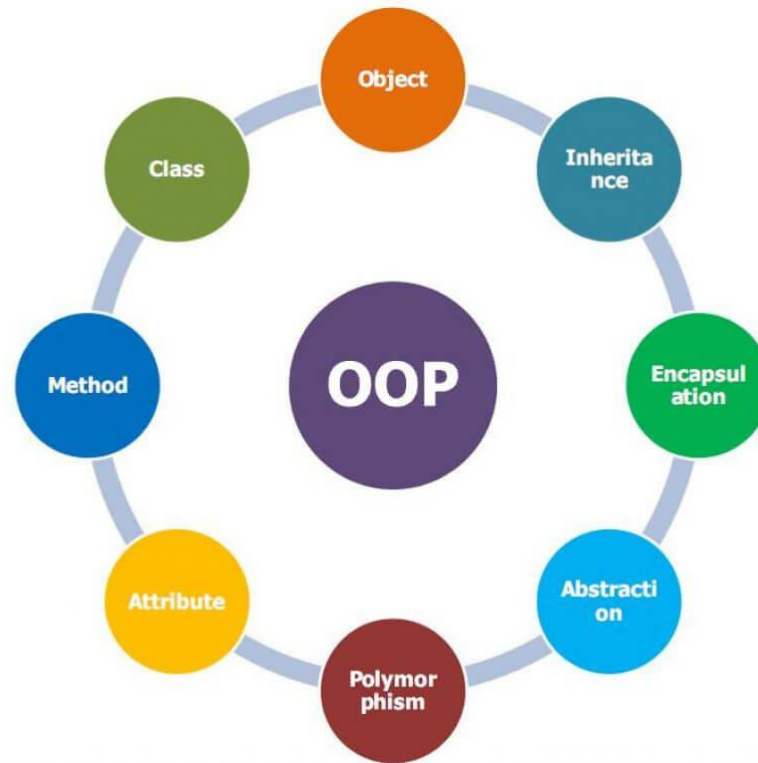 Object
Inherita
nce
Encapsul
ation
Abstracti
on
Polymor
phism
Attribute
Method
Class
OOP